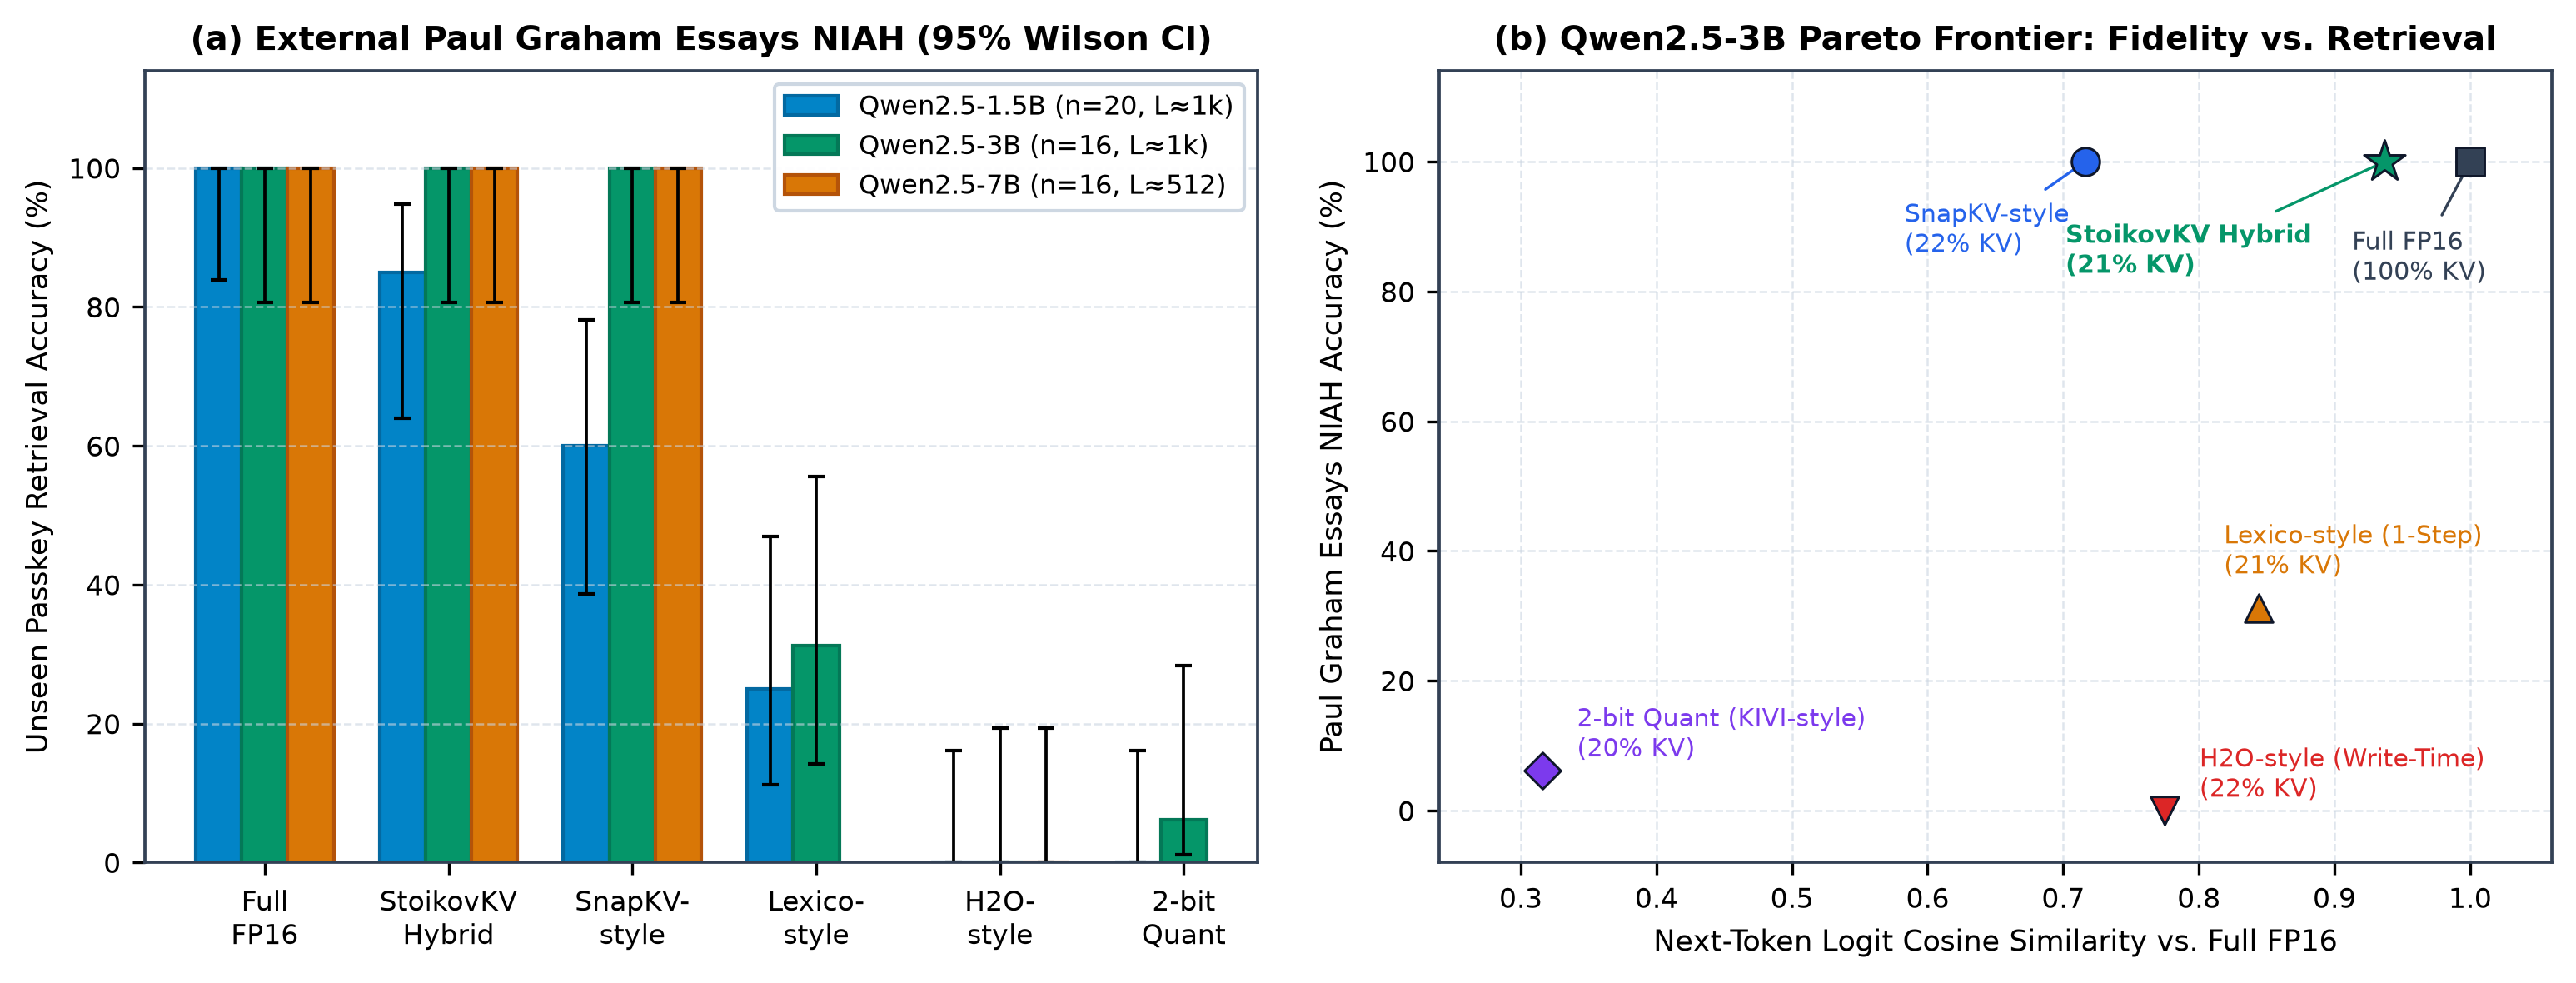 (a) External Paul Graham Essays NIAH (95% Wilson CI)
Unseen Passkey Retrieval Accuracy (%)
100
80
60
40
20
0
Qwen2.5-1.5B (n=20, L≈1k)
Qwen2.5-3B (n=16, L≈1k)
Qwen2.5-7B (n=16, L≈512)
Full
FP16
StoikovKV
Hybrid
SnapKV-
style
Lexico-
style
H2O-
style
2-bit
Quant
(b) Qwen2.5-3B Pareto Frontier: Fidelity vs. Retrieval
Paul Graham Essays NIAH Accuracy (%)
100
80
60
40
20
0
SnapKV-style
(22% KV)
StoikovKV Hybrid
(21% KV)
Full FP16
(100% KV)
Lexico-style (1-Step)
(21% KV)
2-bit Quant (KIVI-style)
(20% KV)
H2O-style (Write-Time)
(22% KV)
0.3
0.4
0.5
0.6
0.7
0.8
0.9
1.0
Next-Token Logit Cosine Similarity vs. Full FP16